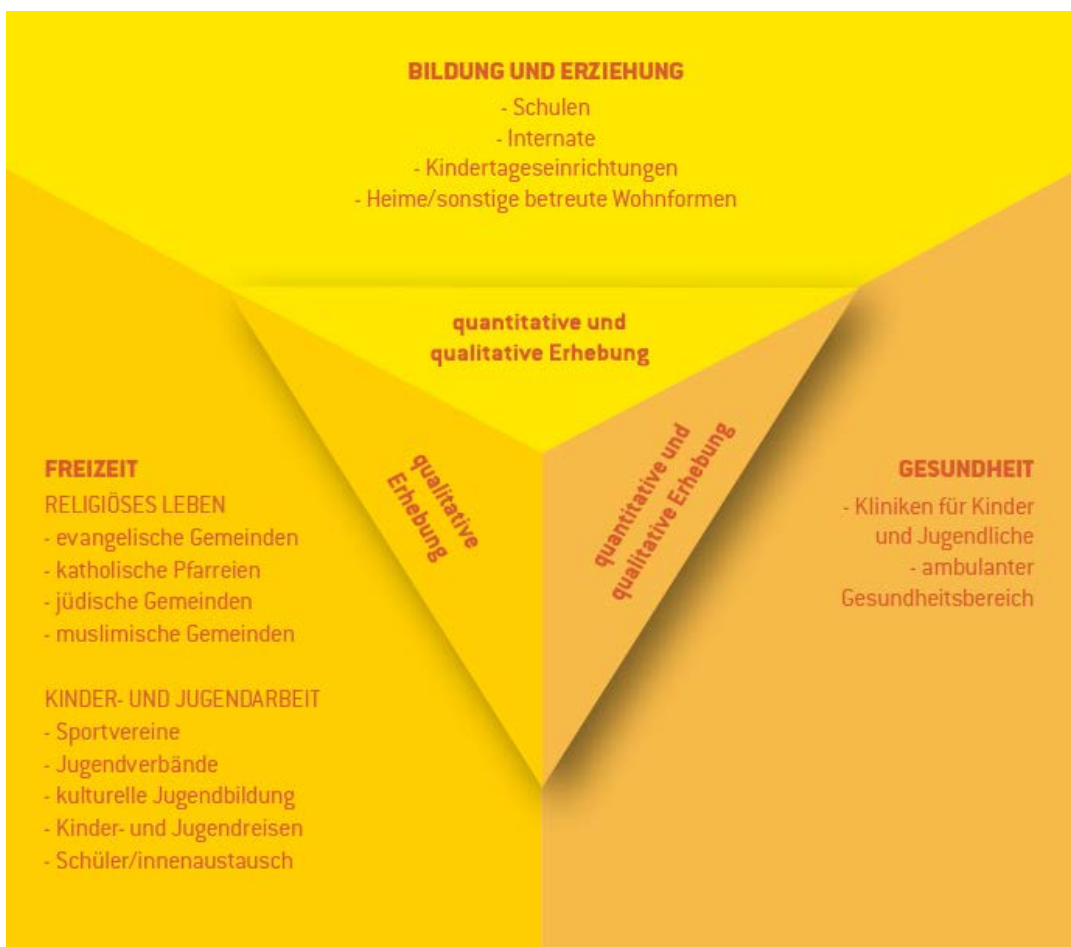 BILDUNG UND ERZIEHUNG
- Schulen
- Internate
- Kindertageseinrichtungen
- Heime/sonstige betreute Wohnformen
quantitative und
qualitative Erhebung
qualitative
Erhebung
quantitative und
qualitative Erhebung
FREIZEIT
RELIGIÖSES LEBEN
- evangelische Gemeinden
- katholische Pfarreien
- jüdische Gemeinden
- muslimische Gemeinden
KINDER- UND JUGENDARBEIT
- Sportvereine
- Jugendverbände
- kulturelle Jugendbildung
- Kinder- und Jugendreisen
- Schüler/innenaustausch
GESUNDHEIT
- Kliniken für Kinder
und Jugendliche
- ambulanter
Gesundheitsbereich